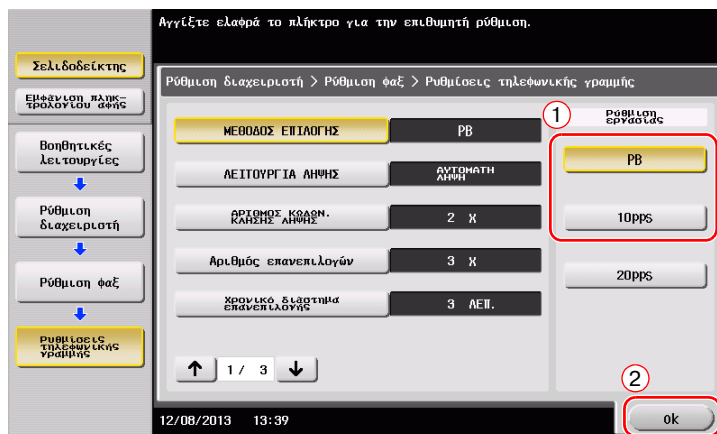 Αγγίξτε ελαφρά το πλήκτρο για την επιθυμητή ρύθμιση.
Σελιδοδείκτης
Εμφάνιση πληκ-
τρολογίου αφής
Βοηθητικές
λειτουργίες
Ρύθμιση
διαχειριστή
Ρύθμιση φαξ
Ρυθμίσεις
τηλεφωνικής
γραμμής
Ρύθμιση διαχειριστή > Ρύθμιση φαξ > Ρυθμίσεις τηλεφωνικής γραμμής
ΜΕΘΟΔΟΣ ΕΠΙΛΟΓΗΣ
PB
ΛΕΙΤΟΥΡΓΙΑ ΛΗΨΗΣ
ΑΥΤΟΜΑΤΗ
ΛΗΨΗ
ΑΡΙΘΜΟΣ ΚΩΔΩΝ.
ΚΛΗΣΗΣ ΛΗΨΗΣ
2 X
Αριθμός επανεπιλογών
3 X
Χρονικό διάστημα
επανεπιλογής
3 ΛΕΠ.
1/ 3
1
Ρύθμιση
εργασίας
PB
10pps
20pps
2
12/08/2013 13:39
ok